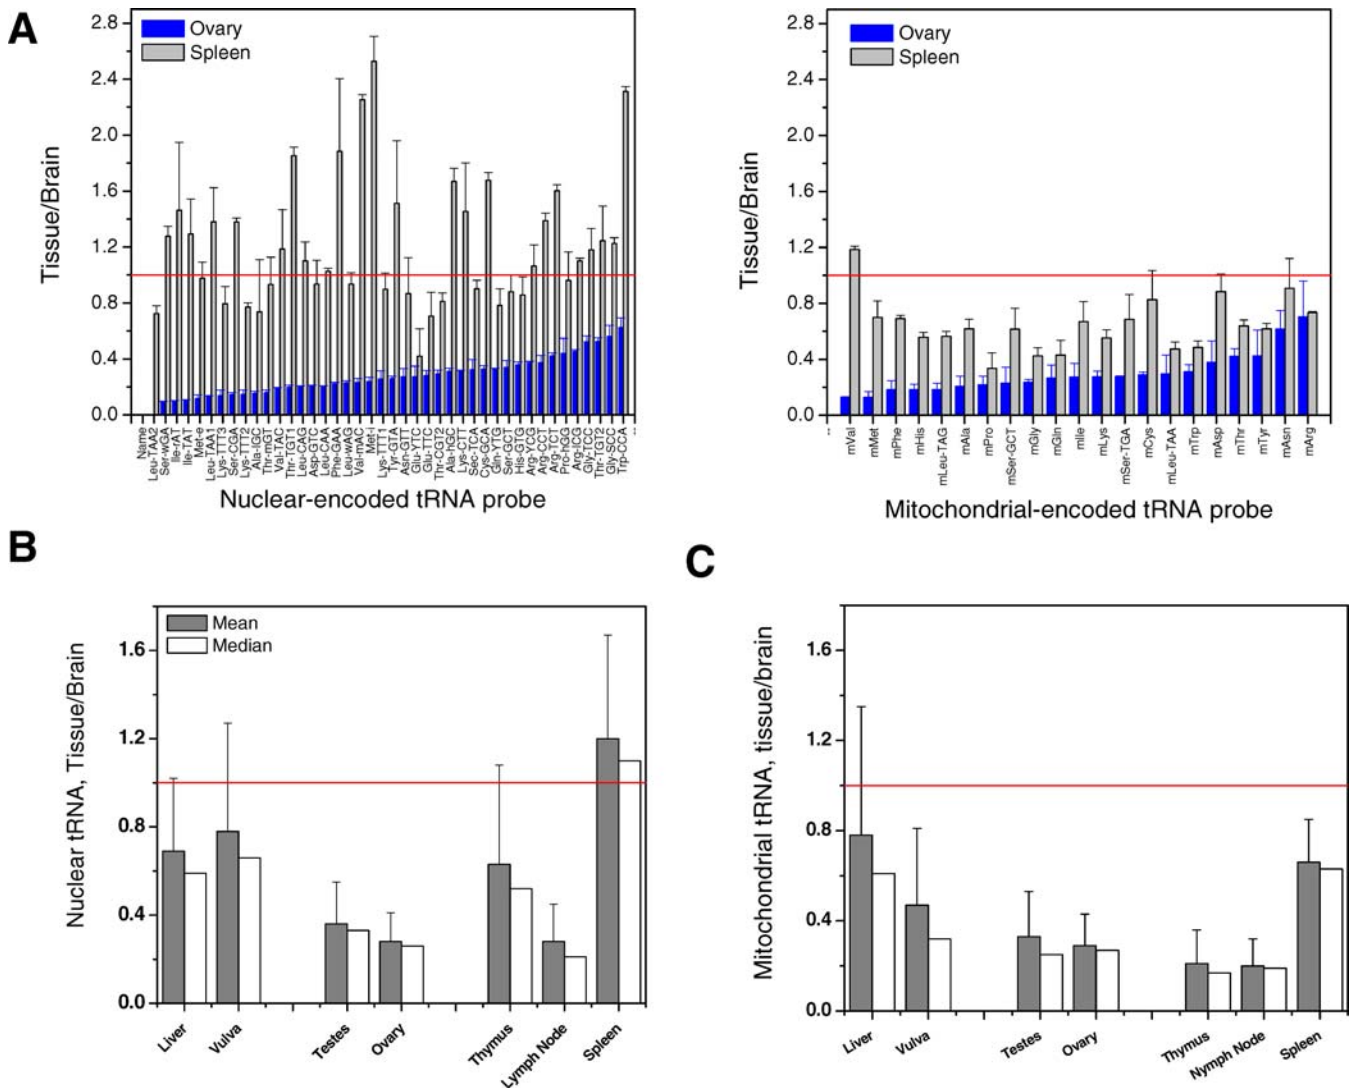 A
2.8
2.4
2.0
1.6
1.2
0.8
0.4
0.0
Tissue/Brain
Ovary
Spleen
Name
Leu-TAA2
Ser-wGA
Ile-rAT
Ile-TAT
Met-e
Leu-TAA1
Lys-TTT3
Ser-CGA
Lys-TTT2
Ala-IGC
Thr-mGT
Val-TAC
Thr-TGT1
Leu-CAG
Asp-GTC
Leu-CAA
Phe-GAA
Leu-wAG
Val-mAC
Met-i
Lys-TTT1
Tyr-GTA
Asn-GTT
Glu-YTC
Glu-TTC
Thr-CGT2
Ala-hGC
Lys-CTT
Sec-TCA
Cys-GCA
Gln-YTG
Ser-GCT
His-GTG
Arg-YCG
Arg-CCT
Arg-TCT
Pro-hGG
Arg-ICG
Gly-TCC
Thr-TGT2
Gly-SCC
Trp-CCA
--
Nuclear-encoded tRNA probe
2.8
2.4
2.0
1.6
1.2
0.8
0.4
0.0
Tissue/Brain
Ovary
Spleen
--
mVal
mMet
mPhe
mHis
mLeu-TAG
mAla
mPro
mSer-GCT
mGly
mGln
mIle
mLys
mSer-TGA
mCys
mLeu-TAA
mTrp
mAsp
mThr
mTyr
mAsn
mArg
--
Mitochondrial-encoded tRNA probe
B
Nuclear tRNA, Tissue/Brain
1.6
1.2
0.8
0.4
0.0
Mean
Median
Liver
Vulva
Testes
Ovary
Thymus
Lymph Node
Spleen
C
Mitochondrial tRNA, tissue/brain
1.6
1.2
0.8
0.4
0.0
Liver
Vulva
Testes
Ovary
Thymus
Nymph Node
Spleen